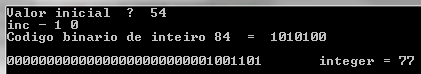 Valor inicial ? 54
inc - 1 0
Codigo binario de inteiro 84 = 1010100
00000000000000000000000001001101 integer = 77